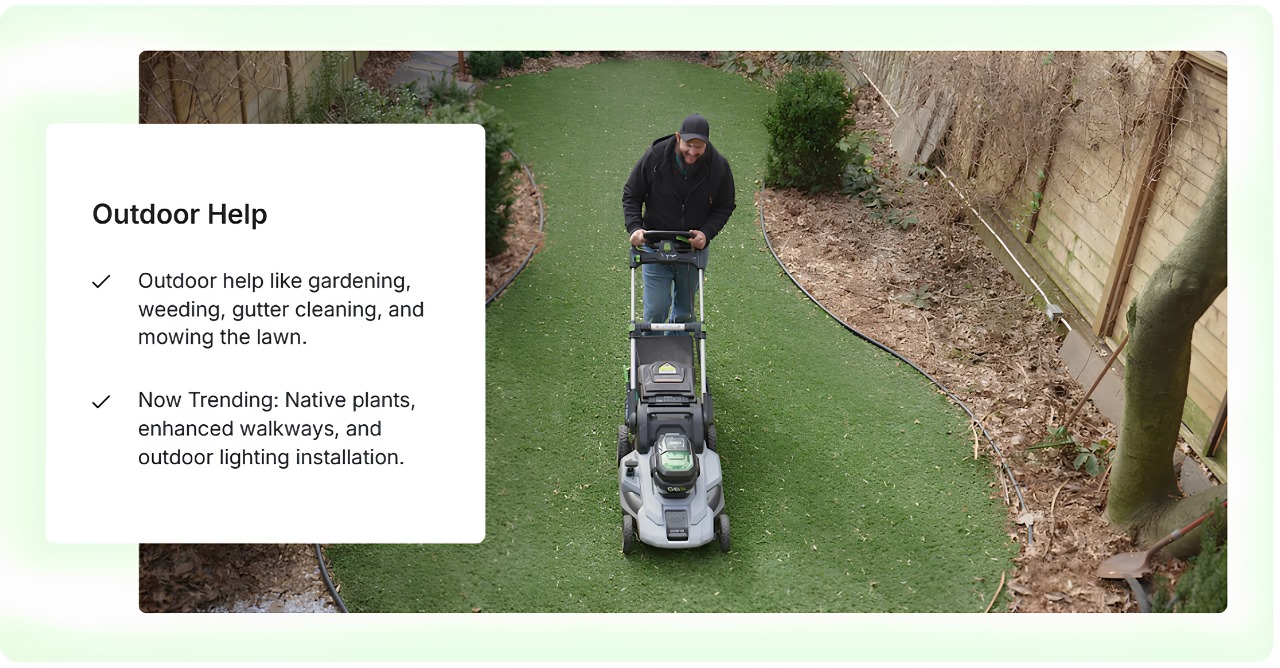 Outdoor Help
Outdoor help like gardening,
weeding, gutter cleaning, and
mowing the lawn.
Now Trending: Native plants,
enhanced walkways, and
outdoor lighting installation.